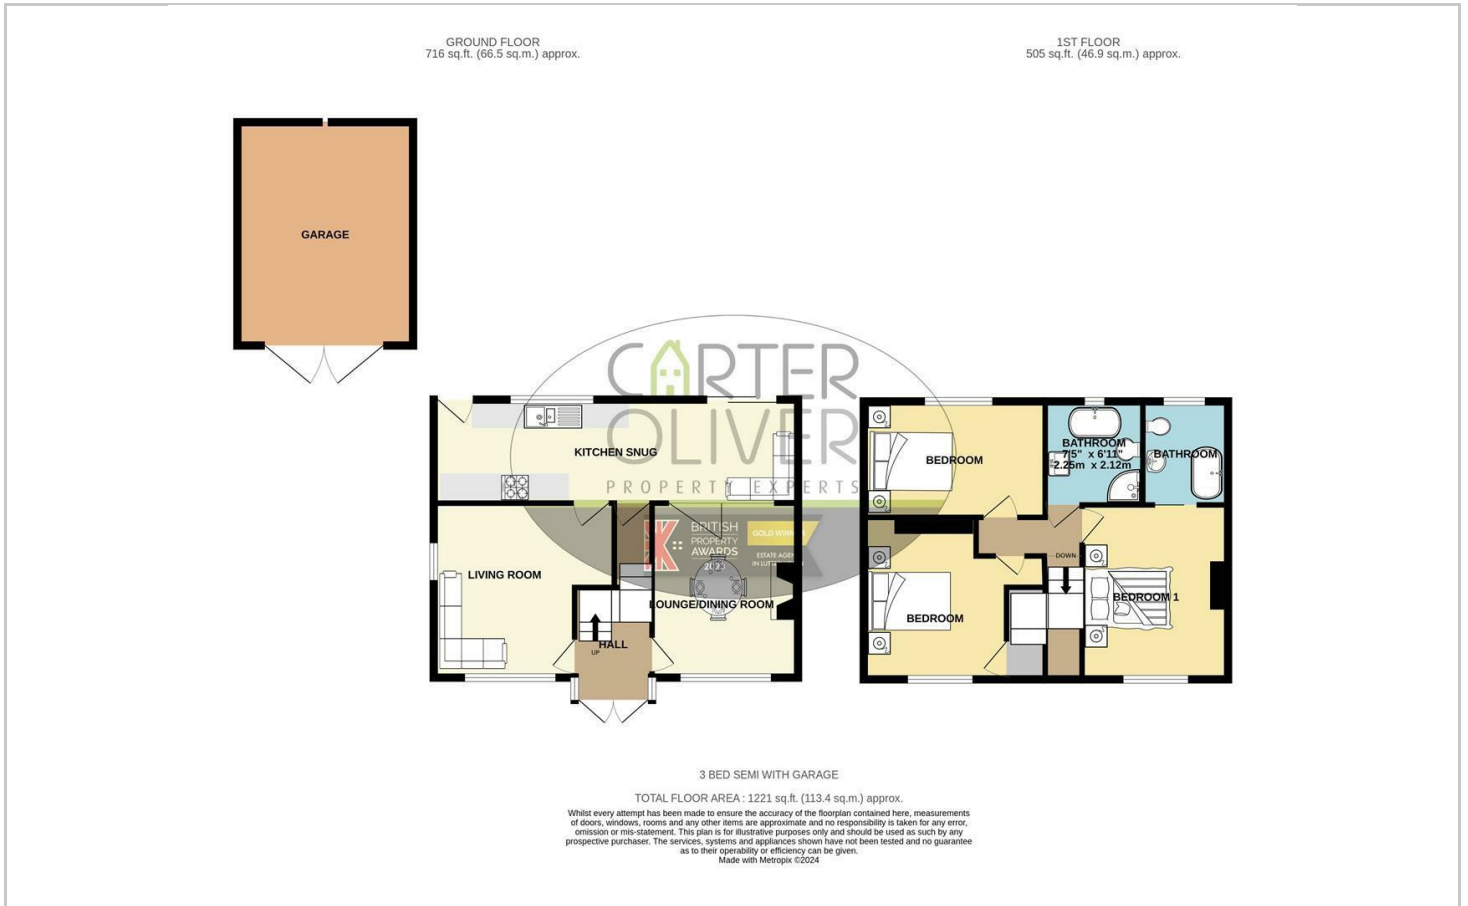 GROUND FLOOR
716 sq.ft. (66.5 sq.m.) approx.
1ST FLOOR
505 sq.ft. (46.9 sq.m.) approx.
GARAGE
CARTER
OLIVER
PROPERTY EXPERTS
BRITISH
PROPERTY
AWARDS
2023
GOLD WINNER
ESTATE AGENT
KITCHEN SNUG
LIVING ROOM
LOUNGE/DINING ROOM
HALL
UP
BEDROOM
BATHROOM
7'5" x 6'11"
2.25m x 2.12m
BATHROOM
DOWN
BEDROOM
BEDROOM 1
3 BED SEMI WITH GARAGE
TOTAL FLOOR AREA : 1221 sq.ft. (113.4 sq.m.) approx.
Whilst every attempt has been made to ensure the accuracy of the floorplan contained here, measurements
of doors, windows, rooms and any other items are approximate and no responsibility is taken for any error,
omission or mis-statement. This plan is for illustrative purposes only and should be used as such by any
prospective purchaser. The services, systems and appliances shown have not been tested and no guarantee
as to their operability or efficiency can be given.
Made with Metropix ©2024